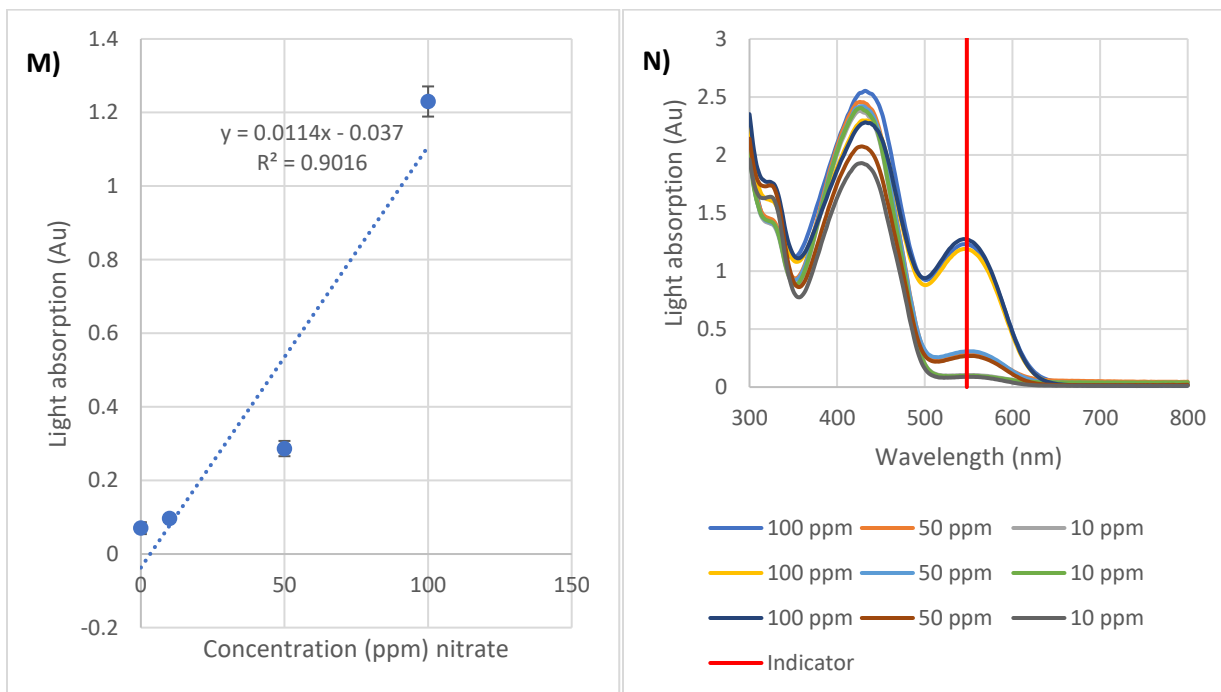 M)
1.4
1.2
1
0.8
0.6
0.4
0.2
0
-0.2
0
50
100
150
y = 0.0114x - 0.037
R² = 0.9016
Light absorption (Au)
Concentration (ppm) nitrate
N)
3
2.5
2
1.5
1
0.5
0
300
400
500
600
700
800
Light absorption (Au)
Wavelength (nm)
100 ppm
50 ppm
10 ppm
100 ppm
50 ppm
10 ppm
100 ppm
50 ppm
10 ppm
Indicator